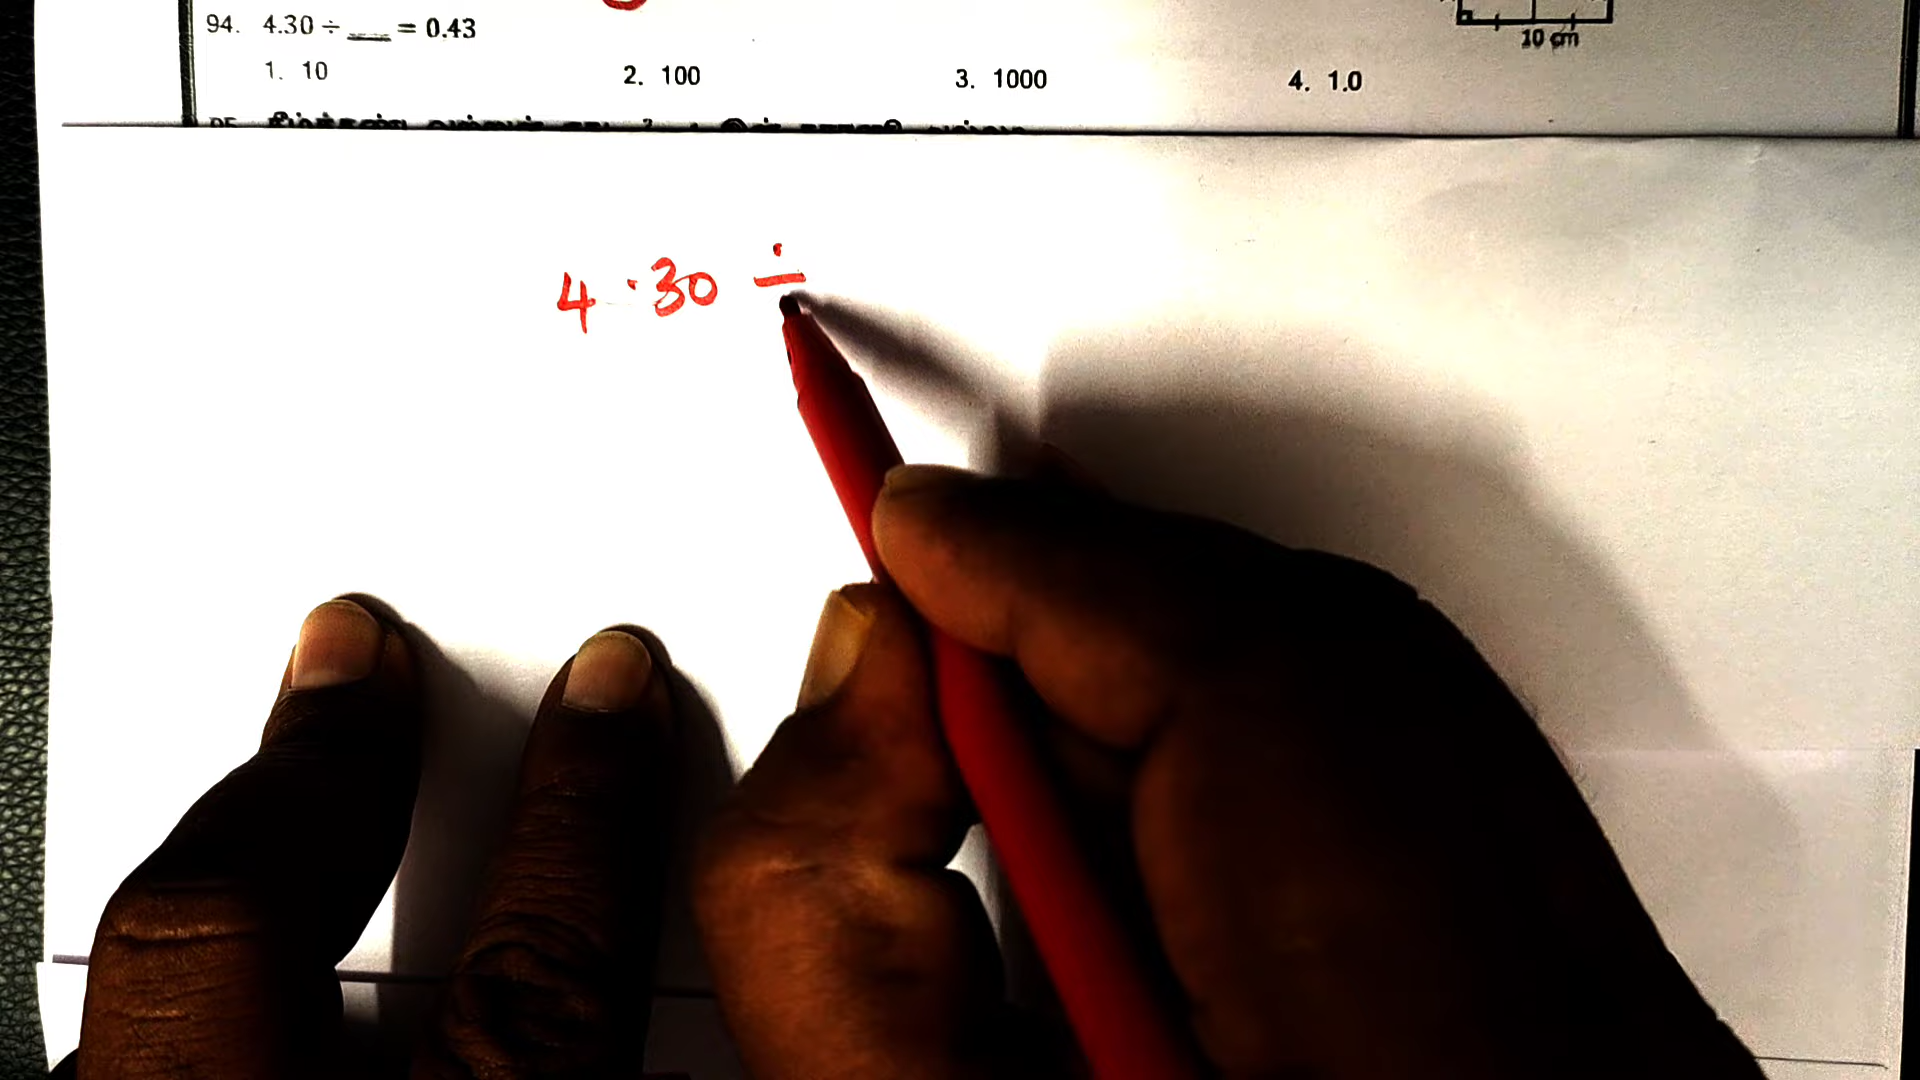 94. 4.30 ÷ ___ = 0.43
10 cm
1. 10 2. 100 3. 1000 4. 1.0
4.30 ÷